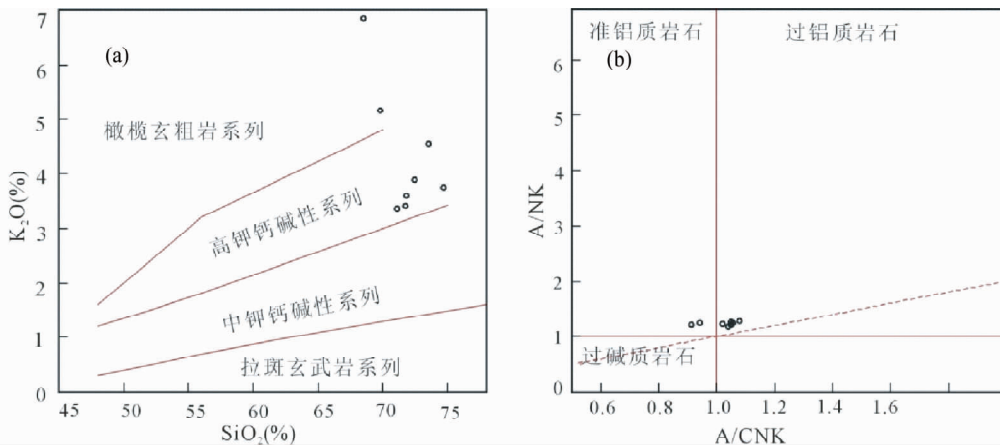 (a)
7
6
5
4
3
2
1
0
K₂O(%)
橄榄玄粗岩系列
高钾钙碱性系列
中钾钙碱性系列
拉斑玄武岩系列
45 50 55 60 65 70 75
SiO₂(%)
(b)
准铝质岩石 过铝质岩石
6
5
4
3
2
1
0
A/NK
过碱质岩石
0.6 0.8 1.0 1.2 1.4 1.6
A/CNK